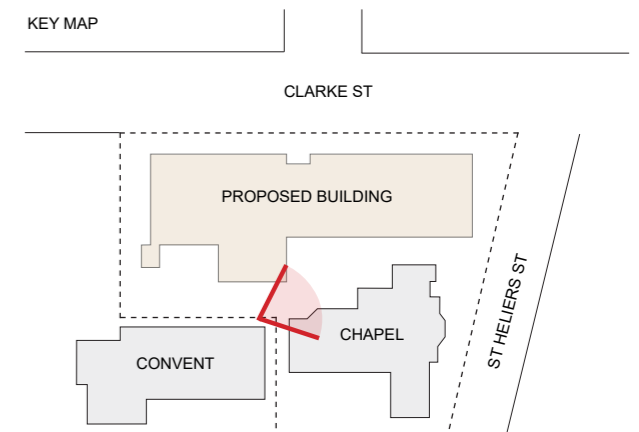 KEY MAP
CLARKE ST
PROPOSED BUILDING
ST HELIERS ST
CHAPEL
CONVENT